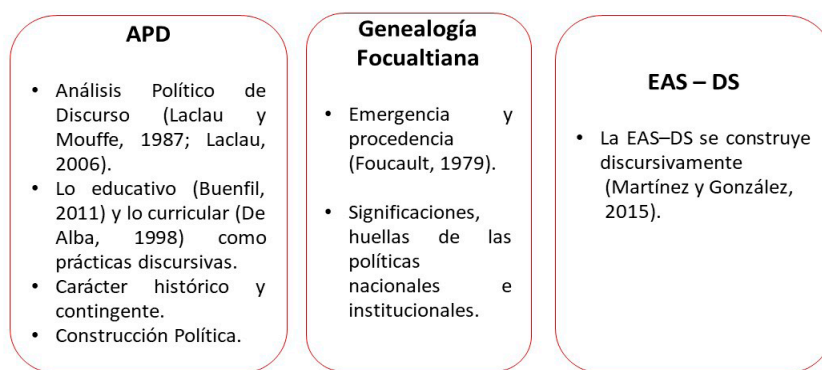 APD
• Análisis Político de
Discurso (Laclau y
Mouffe, 1987; Laclau,
2006).
• Lo educativo (Buenfil,
2011) y lo curricular (De
Alba, 1998) como
prácticas discursivas.
• Carácter histórico y
contingente.
• Construcción Política.
Genealogía
Focualtiana
• Emergencia y
procedencia
(Foucault, 1979).
• Significaciones,
huellas de las
políticas
nacionales e
institucionales.
EAS – DS
• La EAS–DS se construye
discursivamente
(Martínez y González,
2015).